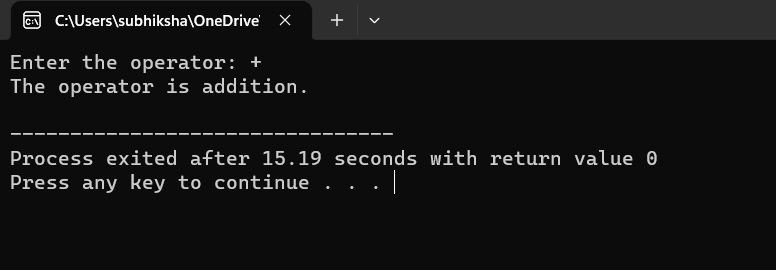 C:\Users\subhiksha\OneDrive\
Enter the operator: +
The operator is addition.
--------------------------------
Process exited after 15.19 seconds with return value 0
Press any key to continue . . .